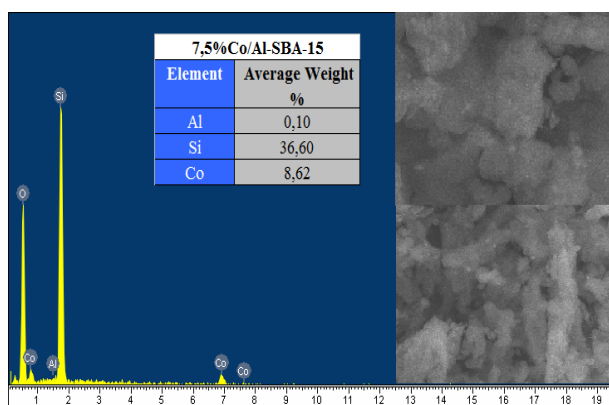 7,5%Co/Al-SBA-15
Element Average Weight
%
Al 0,10
Si 36,60
Co 8,62
Si
O
Co
Al
Co
Co
1 2 3 4 5 6 7 8 9 10 11 12 13 14 15 16 17 18 19